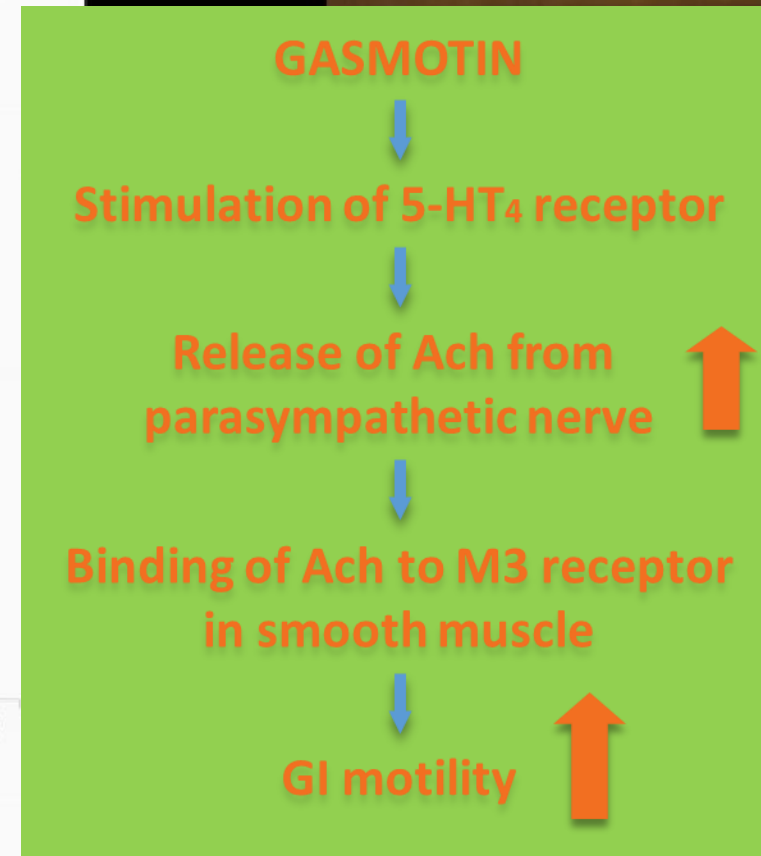 GASMOTIN
Stimulation of 5-HT₄ receptor
Release of Ach from
parasympathetic nerve
Binding of Ach to M3 receptor
in smooth muscle
GI motility